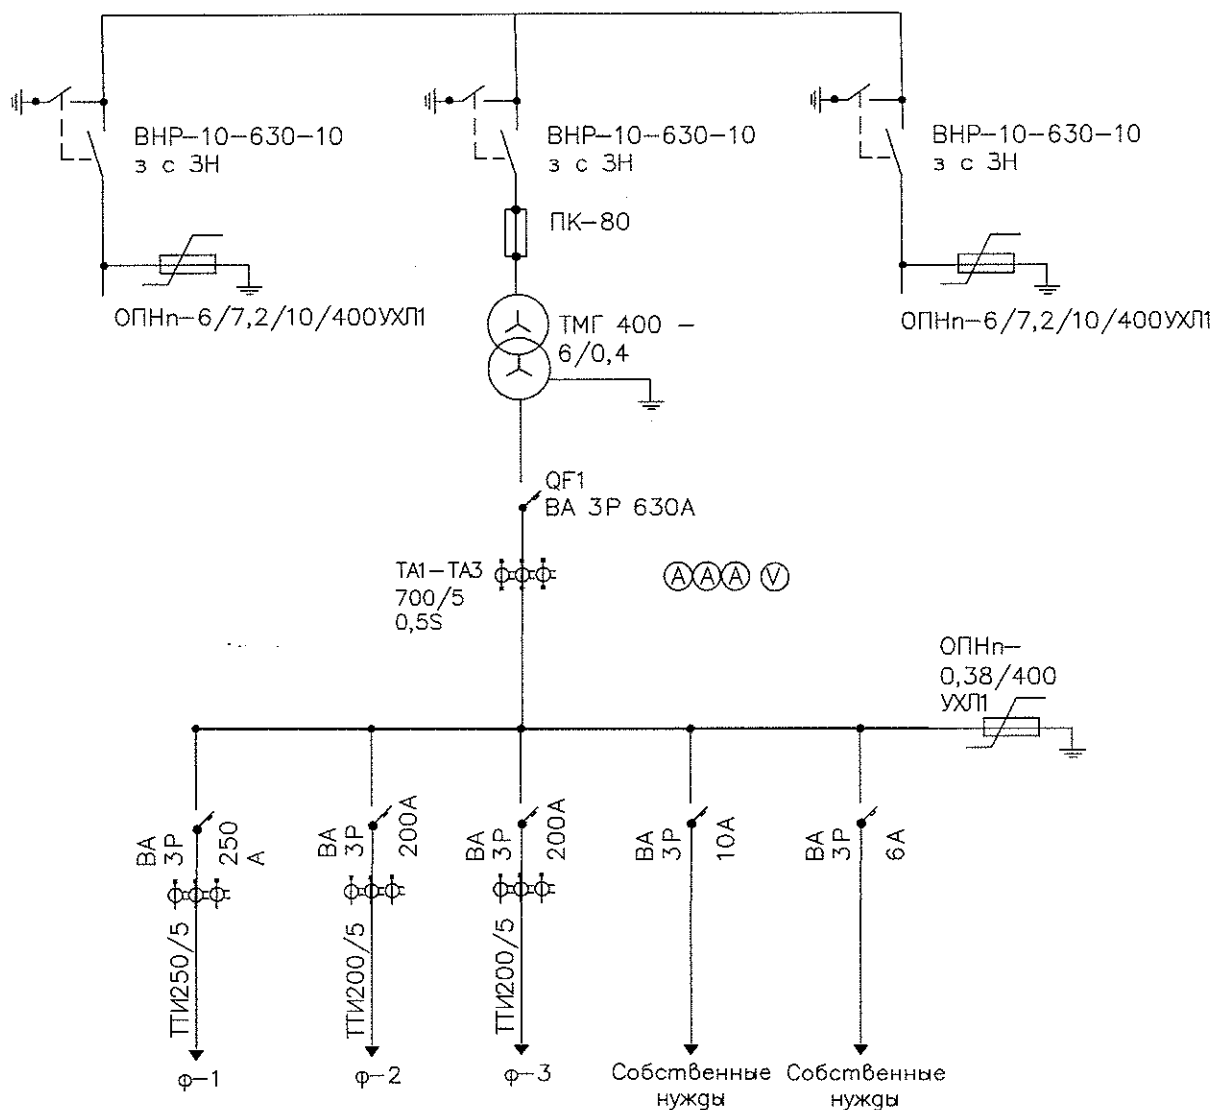 ВНР-10-630-10
з с ЗН
ВНР-10-630-10
з с ЗН
ВНР-10-630-10
з с ЗН
ПК-80
ОПНп-6/7,2/10/400УХЛ1
ТМГ 400 -
6/0,4
ОПНп-6/7,2/10/400УХЛ1
QF1
ВА 3Р 630А
ТА1-ТА3
700/5
0,5S
А А А V
ОПНп-
0,38/400
УХЛ1
ВА
3Р
250
А
ВА
3Р
200А
ВА
3Р
200А
ВА
3Р
10А
ВА
3Р
6А
ТТИ250/5
ТТИ200/5
ТТИ200/5
ф-1
ф-2
ф-3
Собственные
нужды
Собственные
нужды